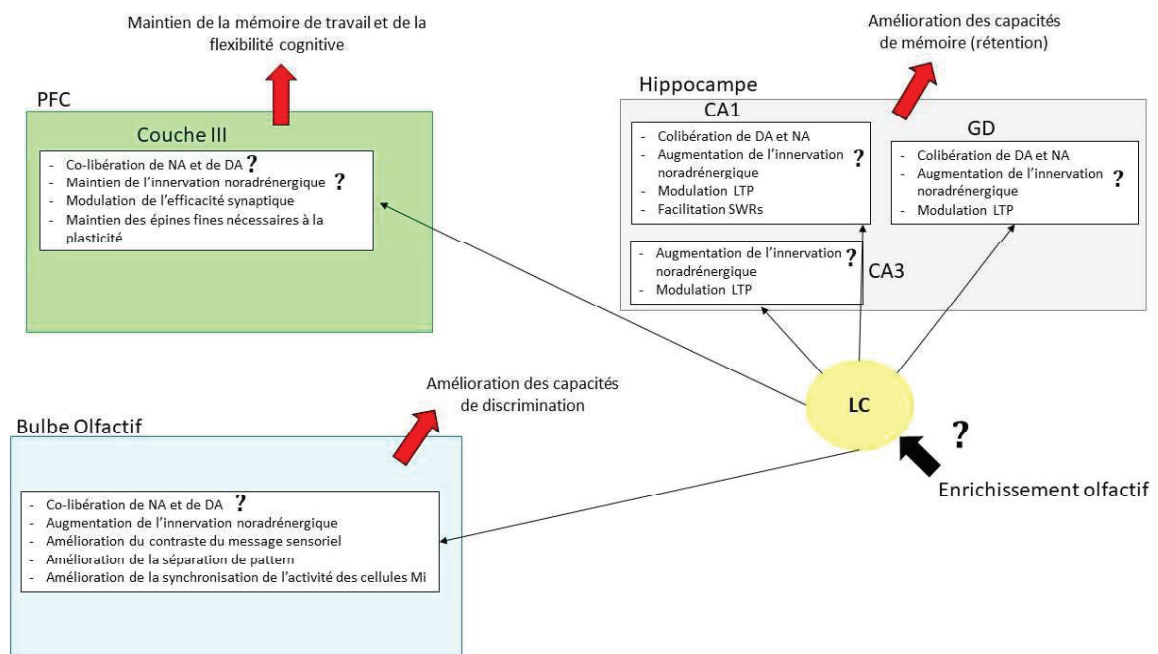 Maintien de la mémoire de travail et de la
flexibilité cognitive
PFC
Couche III
- Co-libération de NA et de DA ?
- Maintien de l'innervation noradrénergique ?
- Modulation de l'efficacité synaptique
- Maintien des épines fines nécessaires à la
plasticité
Amélioration des capacités
de mémoire (rétention)
Hippocampe
CA1
- Colibération de DA et NA
- Augmentation de l'innervation ?
noradrénergique
- Modulation LTP
- Facilitation SWRs
GD
- Colibération de DA et NA
- Augmentation de l'innervation ?
noradrénergique
- Modulation LTP
- Augmentation de l'innervation ?
noradrénergique
- Modulation LTP
CA3
LC
?
Enrichissement olfactif
Amélioration des capacités
de discrimination
Bulbe Olfactif
- Co-libération de NA et de DA ?
- Augmentation de l'innervation noradrénergique
- Amélioration du contraste du message sensoriel
- Amélioration de la séparation de pattern
- Amélioration de la synchronisation de l'activité des cellules Mi